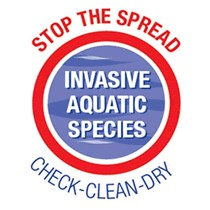 STOP THE SPREAD
INVASIVE
AQUATIC
SPECIES
CHECK-CLEAN-DRY